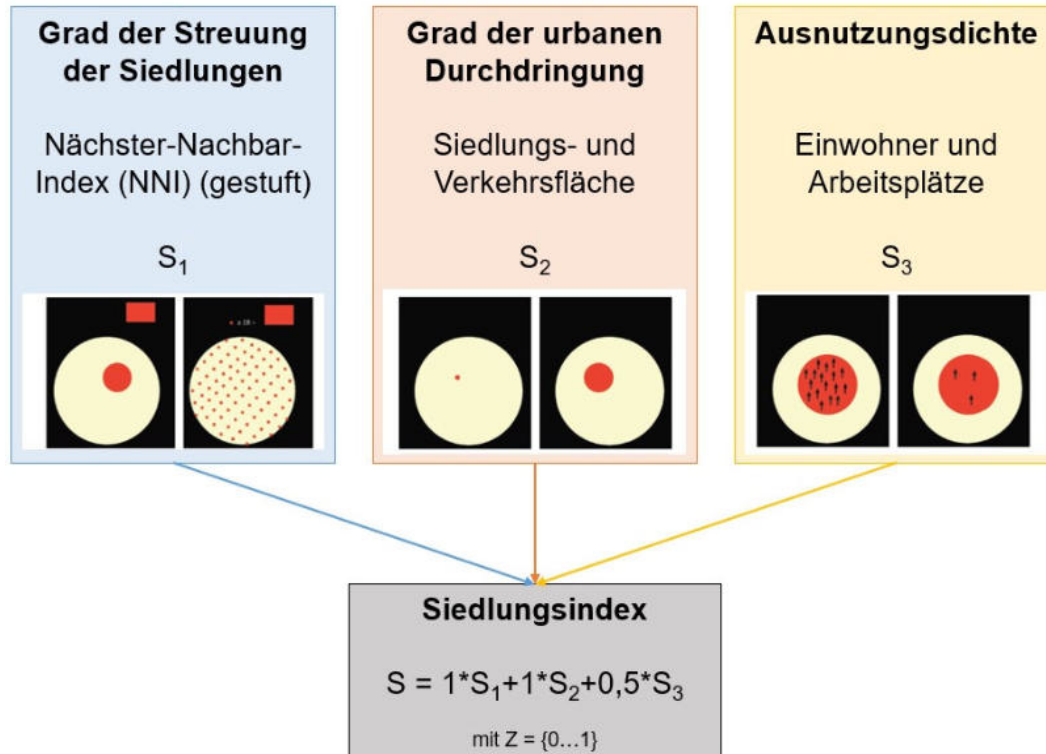 Grad der Streuung
der Siedlungen
Nächster-Nachbar-
Index (NNI) (gestuft)
S₁
Grad der urbanen
Durchdringung
Siedlungs- und
Verkehrsfläche
S₂
Ausnutzungsdichte
Einwohner und
Arbeitsplätze
S₃
Siedlungsindex
S = 1*S₁+1*S₂+0,5*S₃
mit Z = {0...1}